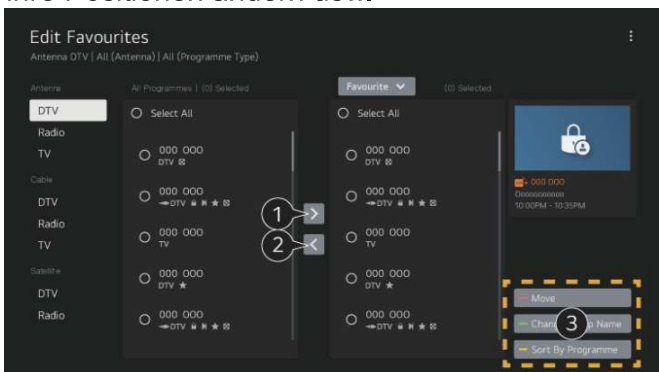 Edit Favourites
Antenna DTV | All (Antenna) | All (Programme Type)
Antenna
All Programmes | (0) Selected
Favourite
(0) Selected
DTV
Radio
TV
Cable
DTV
Radio
TV
Satellite
DTV
Radio
Select All
000 000
DTV
000 000
DTV
000 000
TV
000 000
DTV
000 000
DTV
1
2
Select All
000 000
DTV
000 000
DTV
000 000
TV
000 000
DTV
000 000
DTV
000 000
10:00PM - 10:35PM
Move
3
Name
Sort By Programme